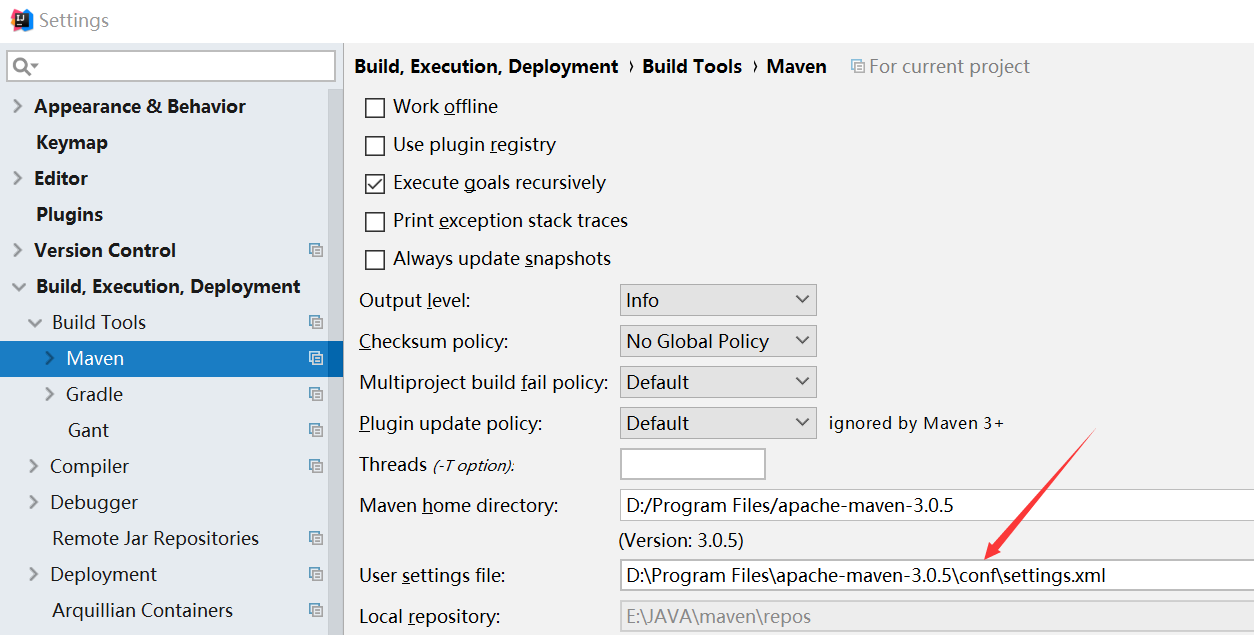 Settings
Appearance & Behavior
Keymap
Editor
Plugins
Version Control
Build, Execution, Deployment
Build Tools
Maven
Gradle
Gant
Compiler
Debugger
Remote Jar Repositories
Deployment
Arquillian Containers
Build, Execution, Deployment › Build Tools › Maven For current project
Work offline
Use plugin registry
Execute goals recursively
Print exception stack traces
Always update snapshots
Output level: Info
Checksum policy: No Global Policy
Multiproject build fail policy: Default
Plugin update policy: Default ignored by Maven 3+
Threads (-T option):
Maven home directory: D:/Program Files/apache-maven-3.0.5
(Version: 3.0.5)
User settings file: D:\Program Files\apache-maven-3.0.5\conf\settings.xml
Local repository: E:\JAVA\maven\repos